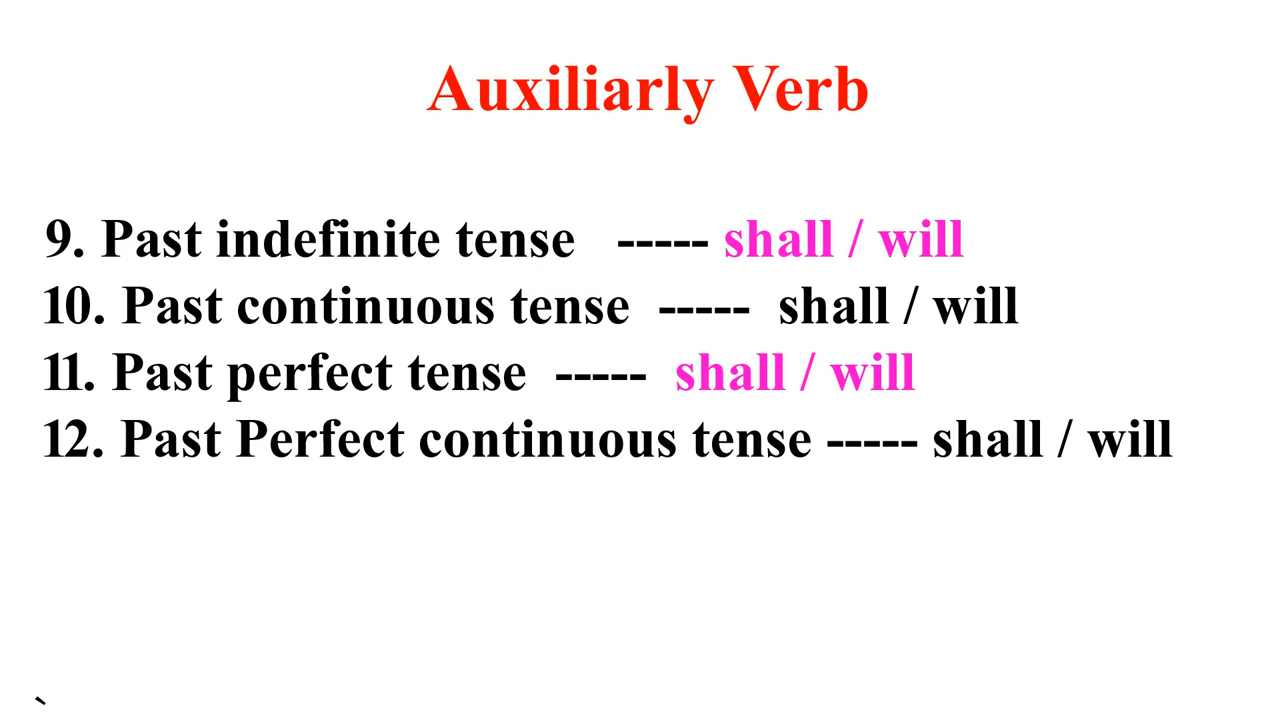 Auxiliarly Verb
9. Past indefinite tense ----- shall / will
10. Past continuous tense ----- shall / will
11. Past perfect tense ----- shall / will
12. Past Perfect continuous tense ----- shall / will